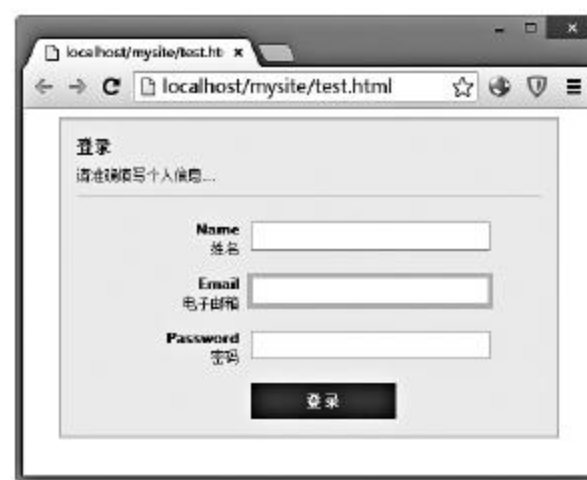 localhost/mysite/test.ht
localhost/mysite/test.html
登录
请准确填写个人信息...
Name
姓名
Email
电子邮箱
Password
密码
登录